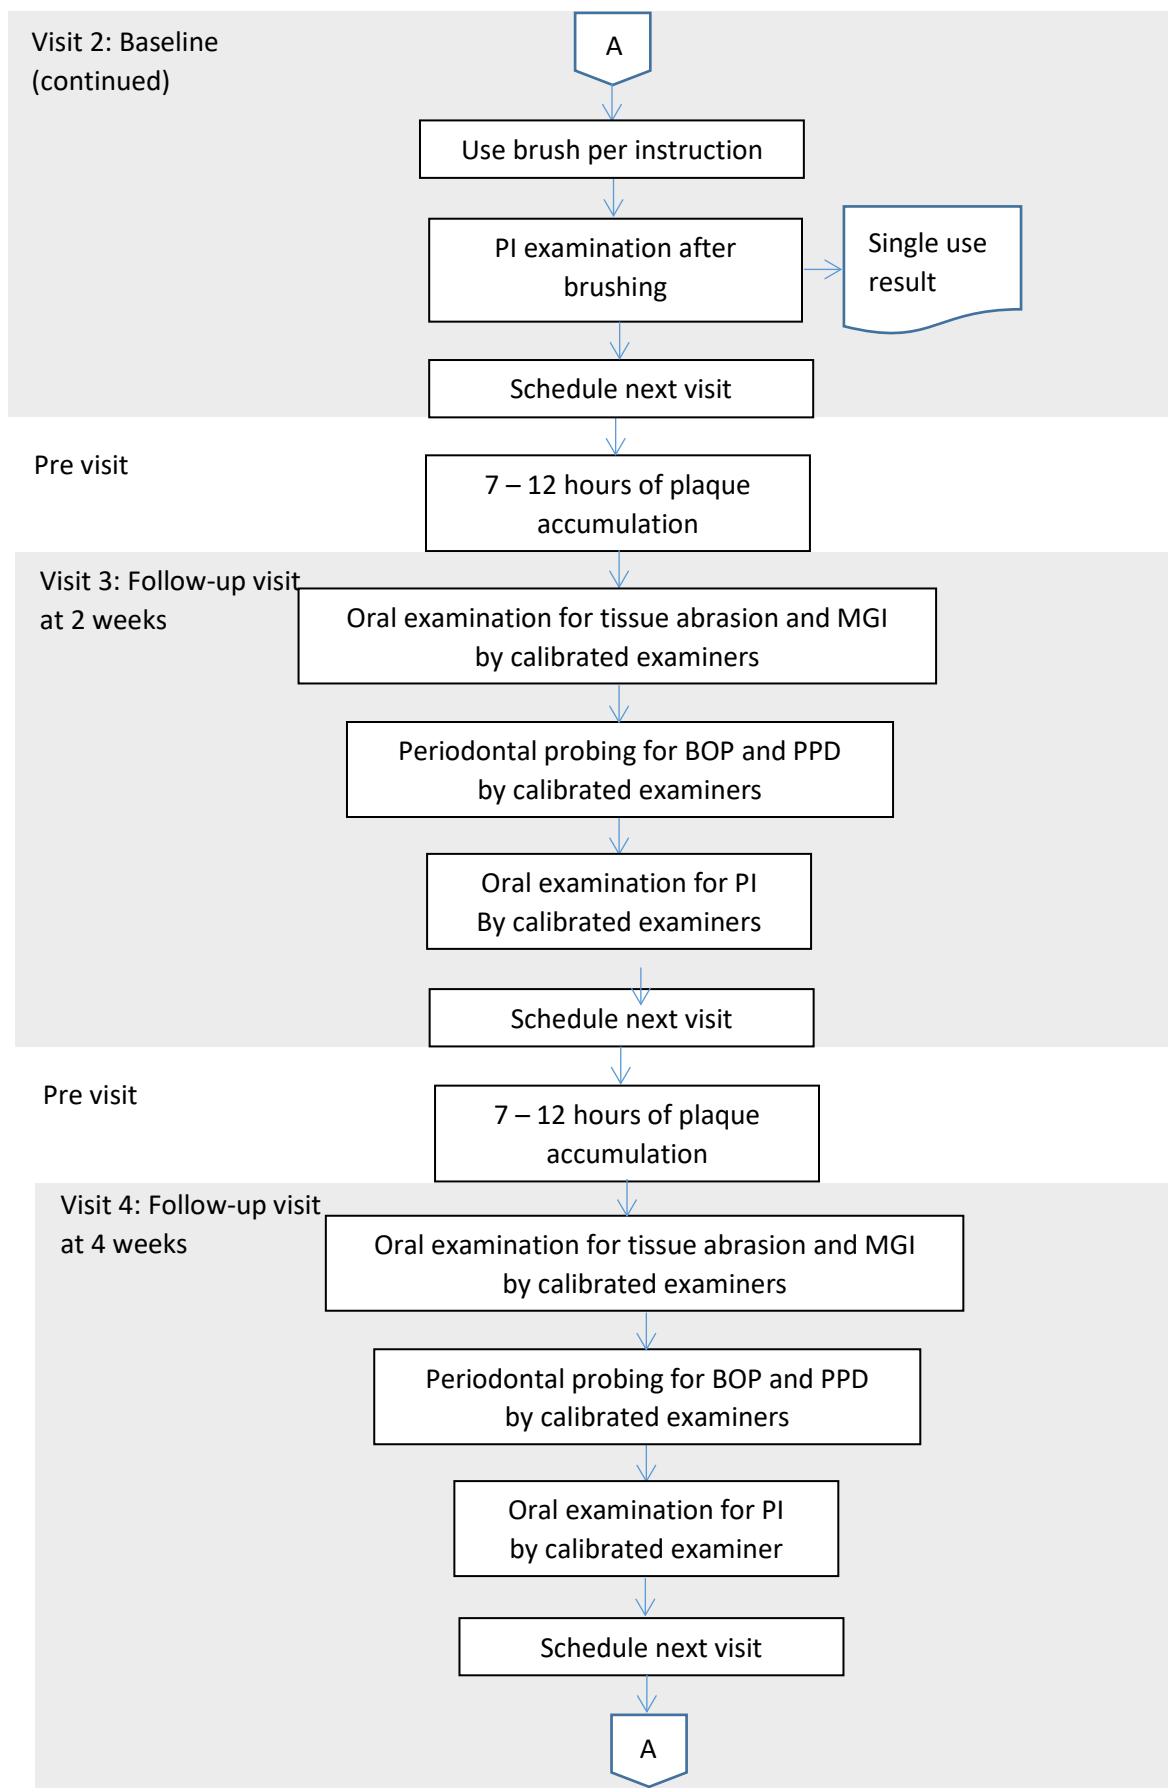 Visit 2: Baseline
(continued)
A
Use brush per instruction
PI examination after
brushing
Single use
result
Schedule next visit
Pre visit
7 – 12 hours of plaque
accumulation
Visit 3: Follow-up visit
at 2 weeks
Oral examination for tissue abrasion and MGI
by calibrated examiners
Periodontal probing for BOP and PPD
by calibrated examiners
Oral examination for PI
By calibrated examiners
Schedule next visit
Pre visit
7 – 12 hours of plaque
accumulation
Visit 4: Follow-up visit
at 4 weeks
Oral examination for tissue abrasion and MGI
by calibrated examiners
Periodontal probing for BOP and PPD
by calibrated examiners
Oral examination for PI
by calibrated examiner
Schedule next visit
A